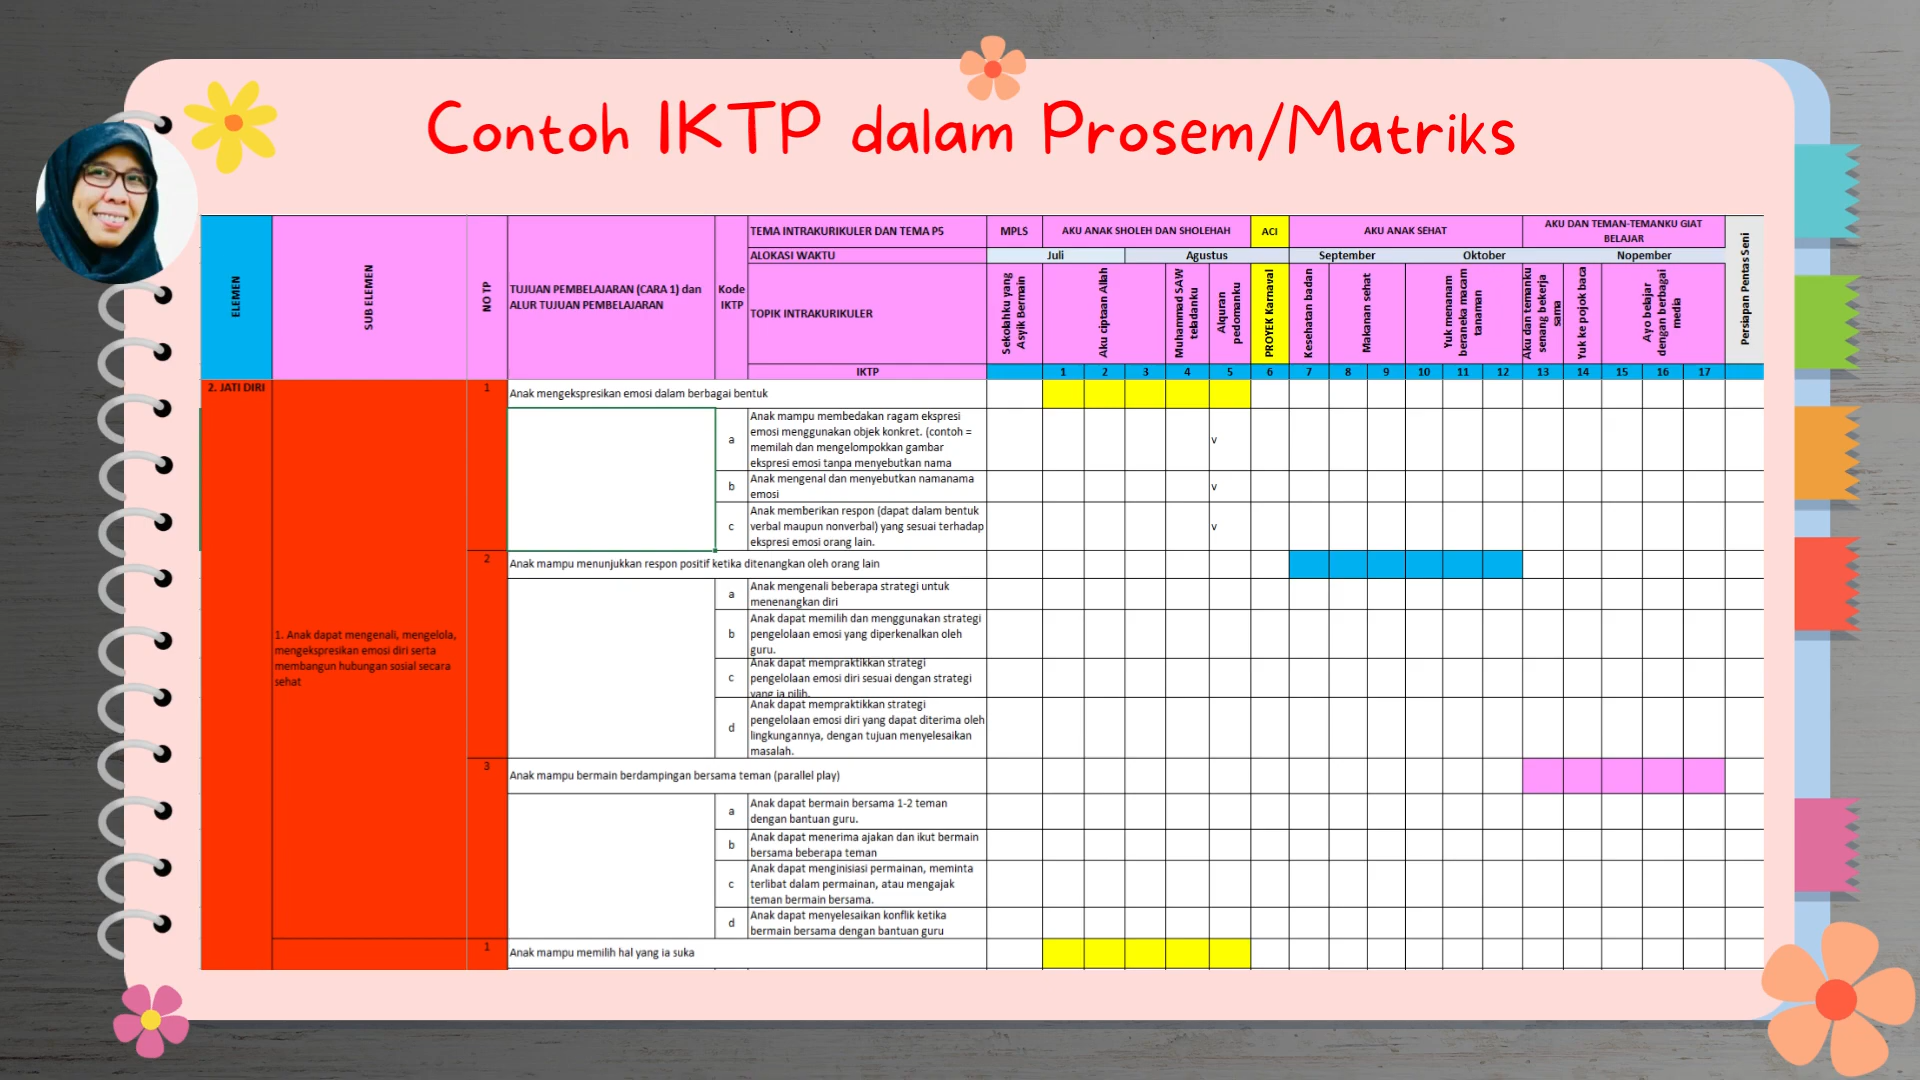 Contoh IKTP dalam Prosem/Matriks
ELEMEN
SUB ELEMEN
NO TP
TUJUAN PEMBELAJARAN (CARA 1) dan
ALUR TUJUAN PEMBELAJARAN
Kode
IKTP
TEMA INTRAKURIKULER DAN TEMA P5
MPLS
AKU ANAK SHOLEH DAN SHOLEHAH
ACI
AKU ANAK SEHAT
AKU DAN TEMAN-TEMANKU GIAT
BELAJAR
Persiapan Pentas Seni
ALOKASI WAKTU
Juli
Agustus
September
Oktober
Nopember
TOPIK INTRAKURIKULER
Sekolahku yang
Asyik Bermain
Aku ciptaan Allah
Muhammad SAW
teladanku
Alquran
pedomanku
PROYEK Karnaval
Kesehatan badan
Makanan sehat
Yuk menanam
beraneka macam
tanaman
Aku dan temanku
senang bekerja
sama
Yuk ke pojok baca
Ayo belajar
dengan berbagai
media
IKTP
1 2 3 4 5 6 7 8 9 10 11 12 13 14 15 16 17
2. JATI DIRI
1. Anak dapat mengenali, mengelola,
mengekspresikan emosi diri serta
membangun hubungan sosial secara
sehat
1
Anak mengekspresikan emosi dalam berbagai bentuk
a
Anak mampu membedakan ragam ekspresi
emosi menggunakan objek konkret. (contoh =
memilah dan mengelompokkan gambar
ekspresi emosi tanpa menyebutkan nama
v
b
Anak mengenal dan menyebutkan namanama
emosi
v
c
Anak memberikan respon (dapat dalam bentuk
verbal maupun nonverbal) yang sesuai terhadap
ekspresi emosi orang lain.
v
2
Anak mampu menunjukkan respon positif ketika ditenangkan oleh orang lain
a
Anak mengenali beberapa strategi untuk
menenangkan diri
b
Anak dapat memilih dan menggunakan strategi
pengelolaan emosi yang diperkenalkan oleh
guru.
c
Anak dapat mempraktikkan strategi
pengelolaan emosi diri sesuai dengan strategi
yang ia pilih.
d
Anak dapat mempraktikkan strategi
pengelolaan emosi diri yang dapat diterima oleh
lingkungannya, dengan tujuan menyelesaikan
masalah.
3
Anak mampu bermain berdampingan bersama teman (parallel play)
a
Anak dapat bermain bersama 1-2 teman
dengan bantuan guru.
b
Anak dapat menerima ajakan dan ikut bermain
bersama beberapa teman
c
Anak dapat menginisiasi permainan, meminta
terlibat dalam permainan, atau mengajak
teman bermain bersama.
d
Anak dapat menyelesaikan konflik ketika
bermain bersama dengan bantuan guru
1
Anak mampu memilih hal yang ia suka